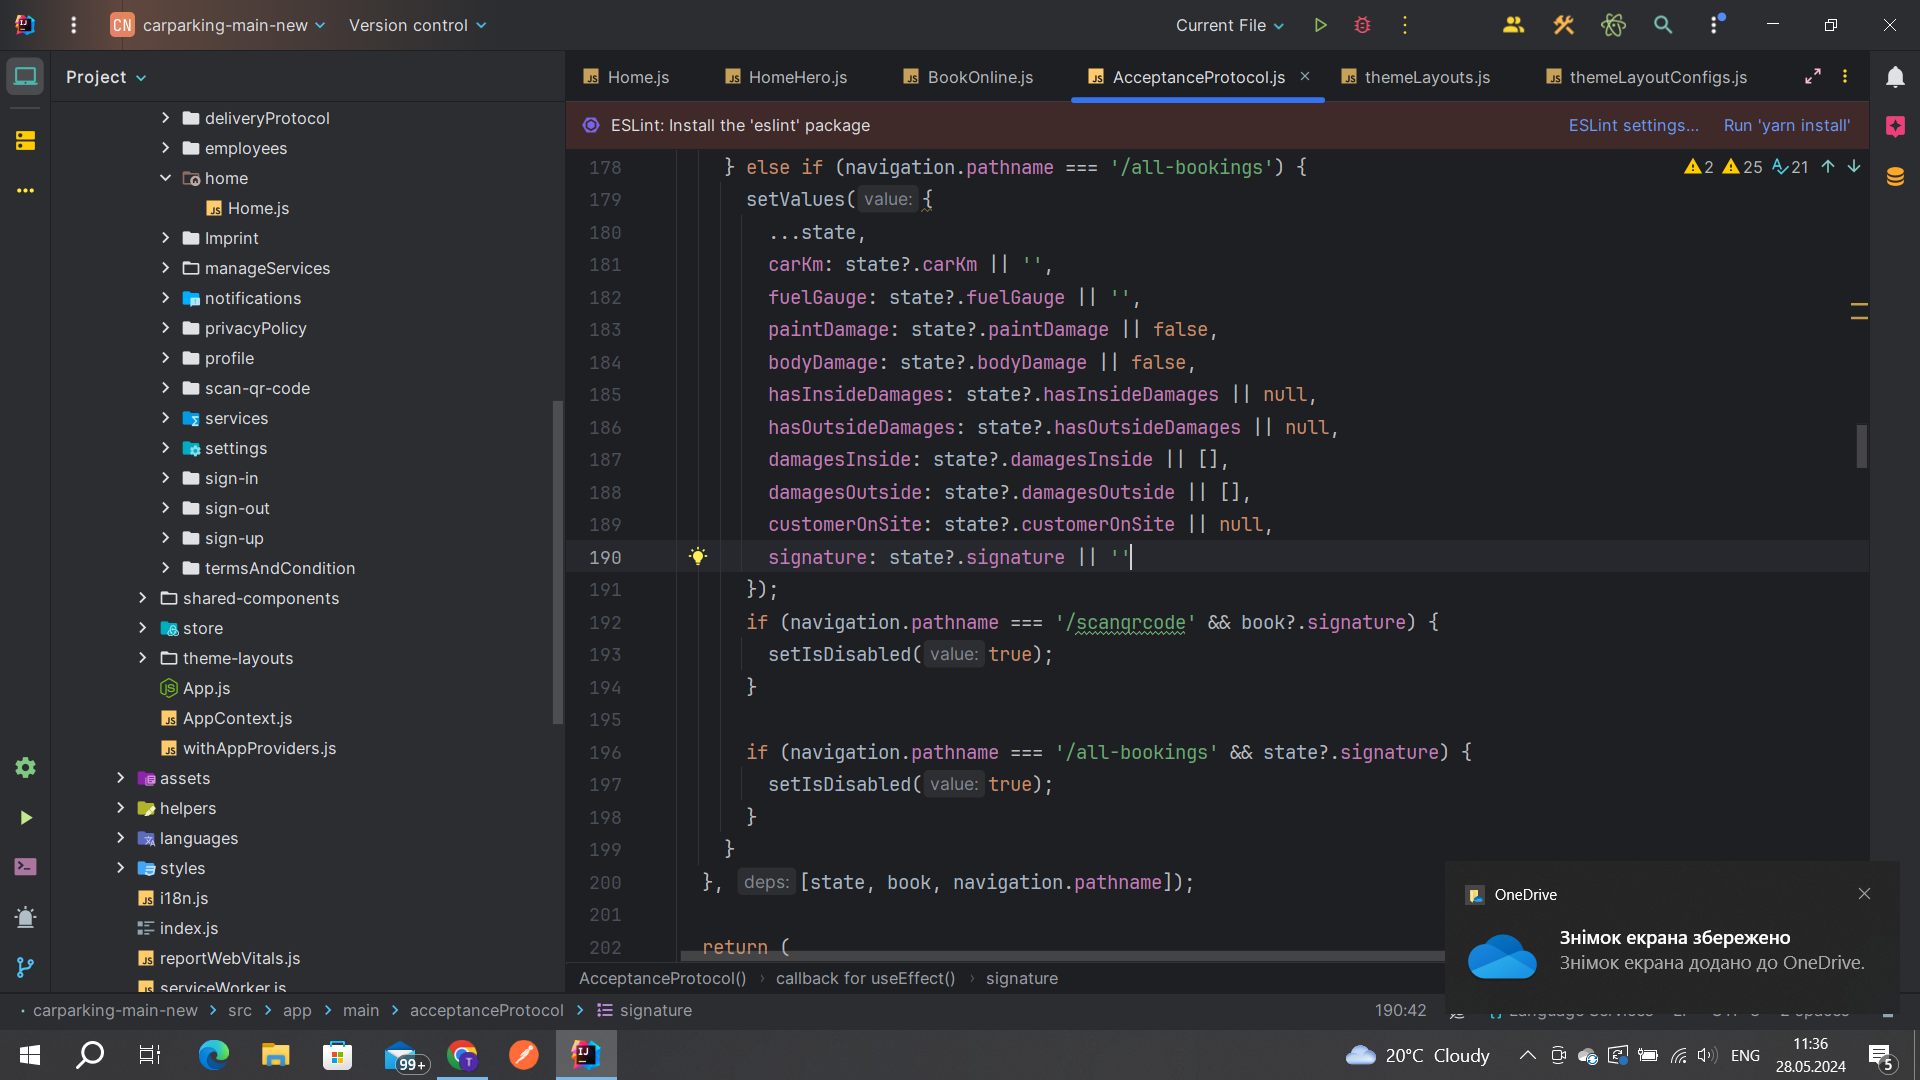 CN carparking-main-new
Version control
Current File
Project
deliveryProtocol
employees
home
Home.js
Imprint
manageServices
notifications
privacyPolicy
profile
scan-qr-code
services
settings
sign-in
sign-out
sign-up
termsAndCondition
shared-components
store
theme-layouts
App.js
AppContext.js
withAppProviders.js
assets
helpers
languages
styles
i18n.js
index.js
reportWebVitals.js
serviceWorker.js
Home.js
HomeHero.js
BookOnline.js
AcceptanceProtocol.js
themeLayouts.js
themeLayoutConfigs.js
ESLint: Install the 'eslint' package
ESLint settings...
Run 'yarn install'
2 25 21
178 } else if (navigation.pathname === '/all-bookings') {
179 setValues( value: {
180 ...state,
181 carKm: state?.carKm || '',
182 fuelGauge: state?.fuelGauge || '',
183 paintDamage: state?.paintDamage || false,
184 bodyDamage: state?.bodyDamage || false,
185 hasInsideDamages: state?.hasInsideDamages || null,
186 hasOutsideDamages: state?.hasOutsideDamages || null,
187 damagesInside: state?.damagesInside || [],
188 damagesOutside: state?.damagesOutside || [],
189 customerOnSite: state?.customerOnSite || null,
190 signature: state?.signature || ''
191 });
192 if (navigation.pathname === '/scanqrcode' && book?.signature) {
193 setIsDisabled( value: true);
194 }
195
196 if (navigation.pathname === '/all-bookings' && state?.signature) {
197 setIsDisabled( value: true);
198 }
199 }
200 }, deps: [state, book, navigation.pathname]);
201
202 return (
AcceptanceProtocol() › callback for useEffect() › signature
carparking-main-new > src > app > main > acceptanceProtocol > signature
190:42
OneDrive
Знімок екрана збережено
Знімок екрана додано до OneDrive.
99+
20°C Cloudy
ENG
11:36
28.05.2024
5